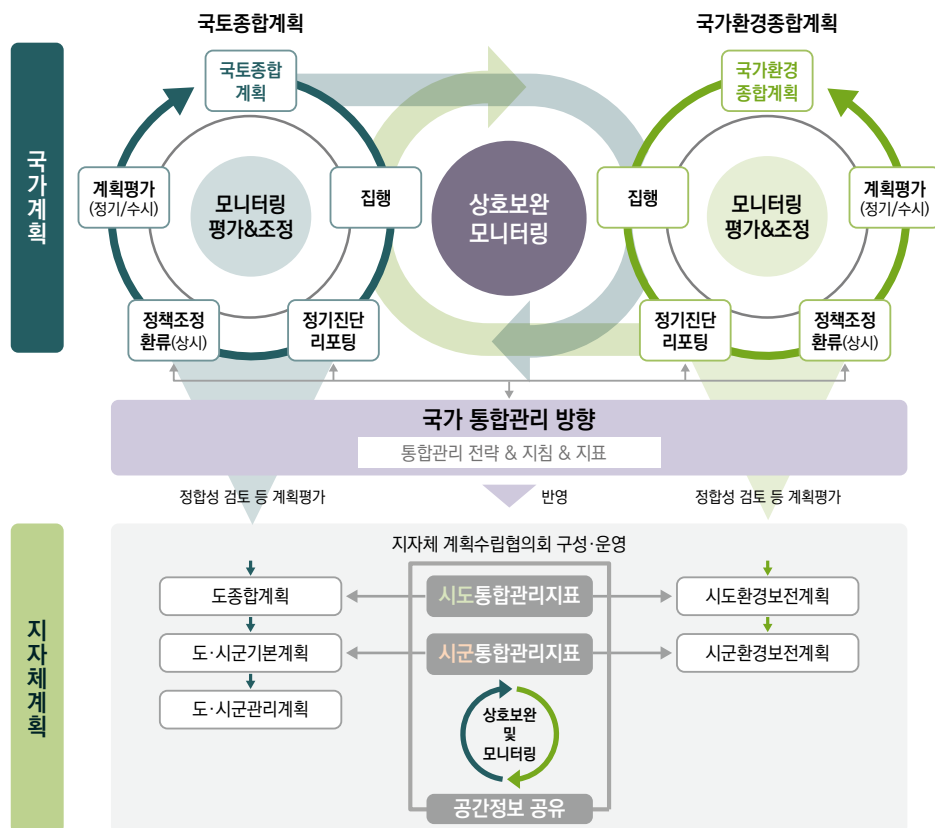 국토종합계획
국가환경종합계획
국가계획
국토종합
계획
계획평가
(정기/수시)
모니터링
평가&조정
집행
정책조정
환류(상시)
정기진단
리포팅
상호보완
모니터링
국가환경
종합계획
집행
모니터링
평가&조정
계획평가
(정기/수시)
정기진단
리포팅
정책조정
환류(상시)
국가 통합관리 방향
통합관리 전략 & 지침 & 지표
정합성 검토 등 계획평가
반영
정합성 검토 등 계획평가
지자체계획
지자체 계획수립협의회 구성·운영
도종합계획
시도통합관리지표
시도환경보전계획
도·시군기본계획
시군통합관리지표
시군환경보전계획
도·시군관리계획
상호보완
및
모니터링
공간정보 공유